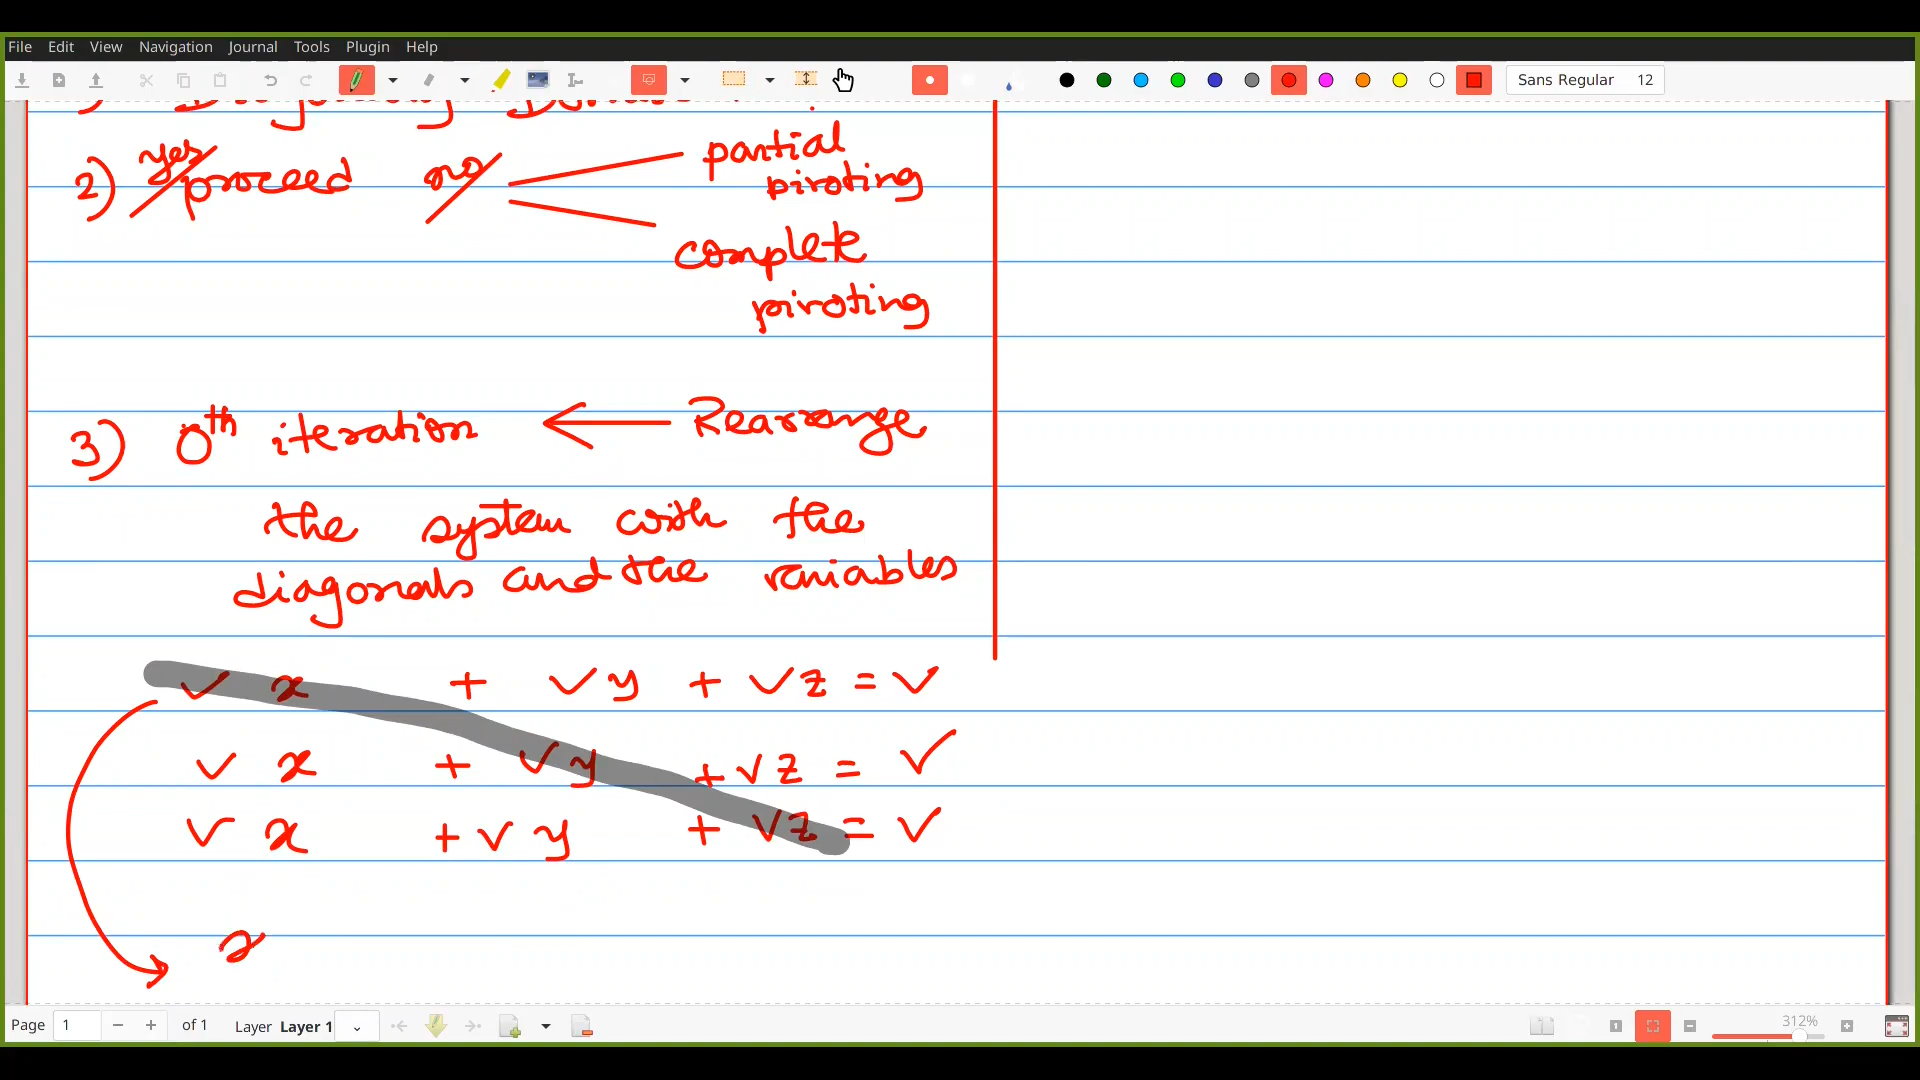 File Edit View Navigation Journal Tools Plugin Help
Sans Regular 12
2) yes/proceed no/ partial
pivoting
complete
pivoting
3) 0th iteration ← Rearrange
the system with the
diagonals and the variables
✓ x + ✓ y + ✓ z = ✓
✓ x + ✓ y + ✓ z = ✓
✓ x + ✓ y + ✓ z = ✓
x
Page 1 of 1 Layer Layer 1 312%